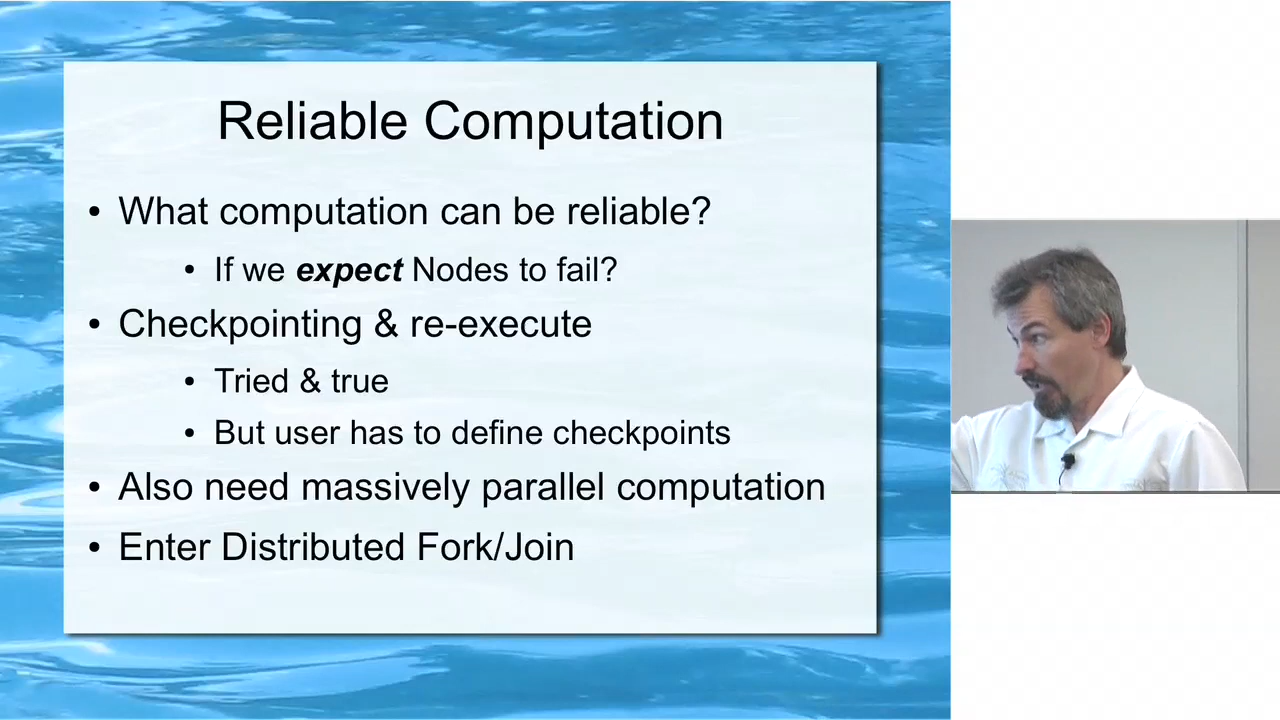 Reliable Computation
• What computation can be reliable?
• If we expect Nodes to fail?
• Checkpointing & re-execute
• Tried & true
• But user has to define checkpoints
• Also need massively parallel computation
• Enter Distributed Fork/Join